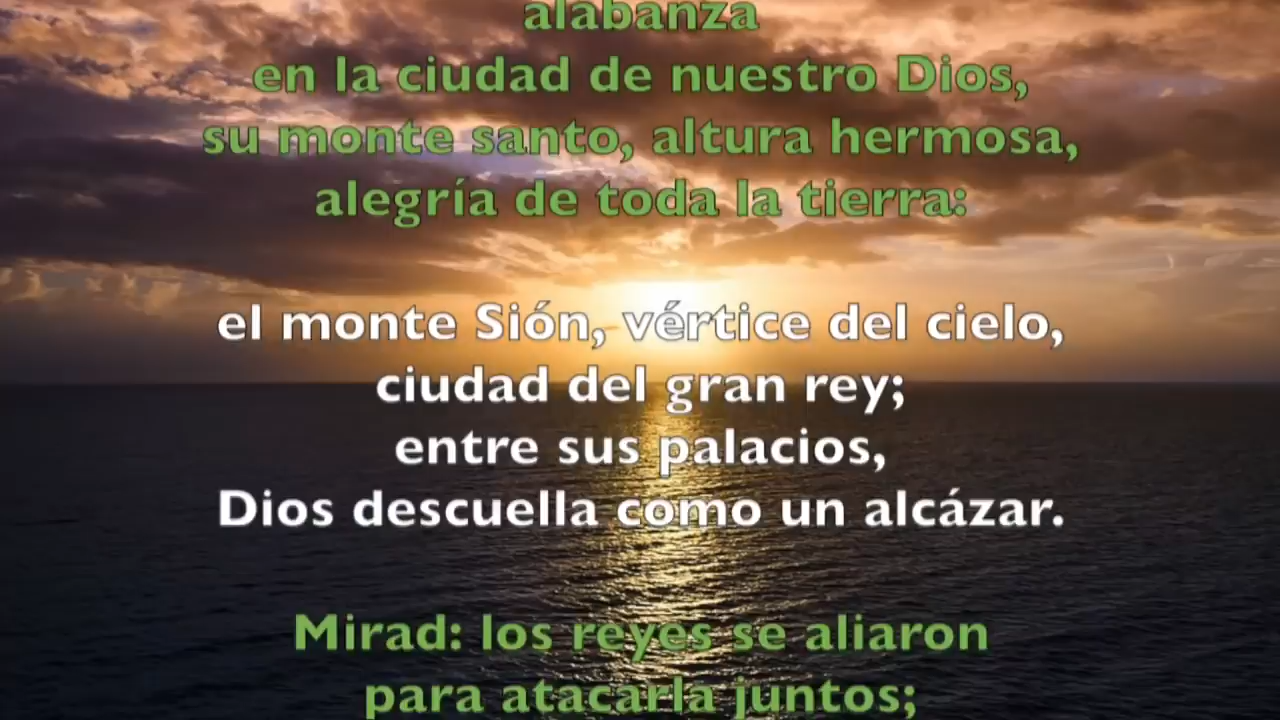 alabanza
en la ciudad de nuestro Dios,
su monte santo, altura hermosa,
alegría de toda la tierra:
el monte Sión, vértice del cielo,
ciudad del gran rey;
entre sus palacios,
Dios descuella como un alcázar.
Mirad: los reyes se aliaron
para atacarla juntos;